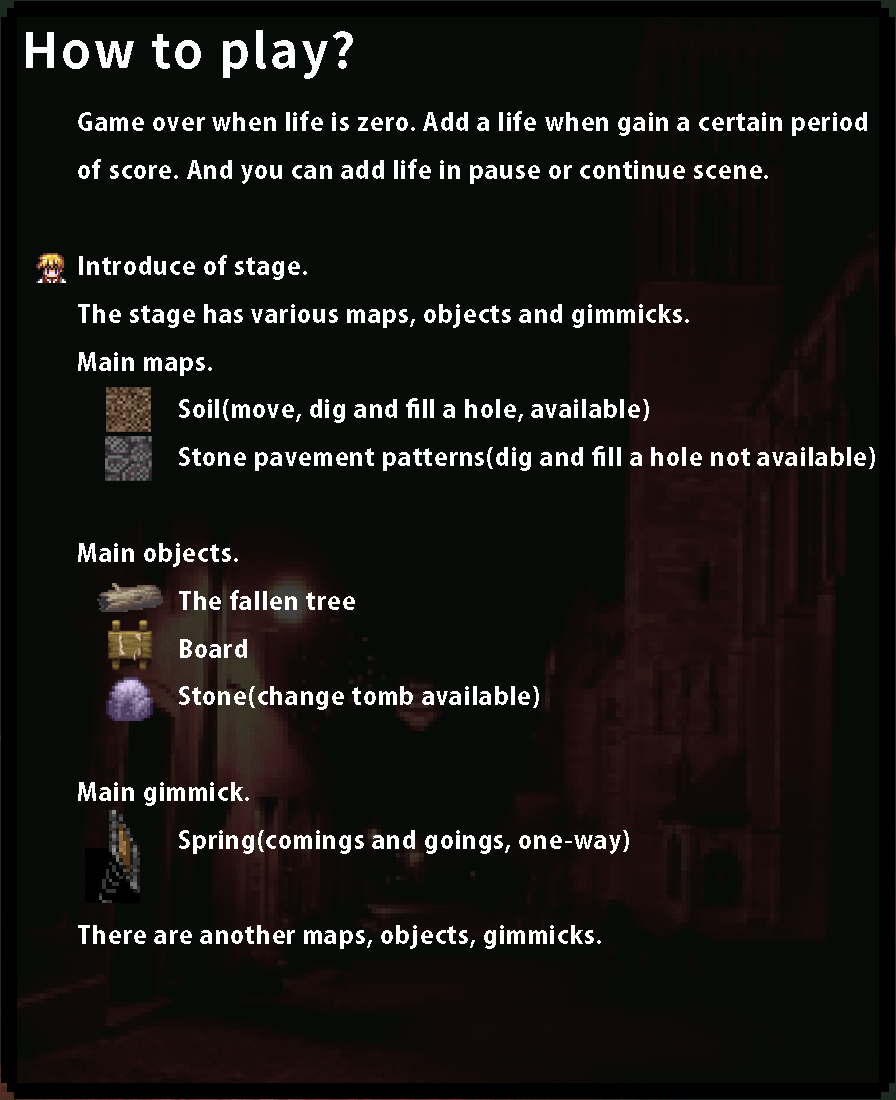 How to play?
Game over when life is zero. Add a life when gain a certain period
of score. And you can add life in pause or continue scene.
Introduce of stage.
The stage has various maps, objects and gimmicks.
Main maps.
Soil(move, dig and fill a hole, available)
Stone pavement patterns(dig and fill a hole not available)
Main objects.
The fallen tree
Board
Stone(change tomb available)
Main gimmick.
Spring(comings and goings, one-way)
There are another maps, objects, gimmicks.